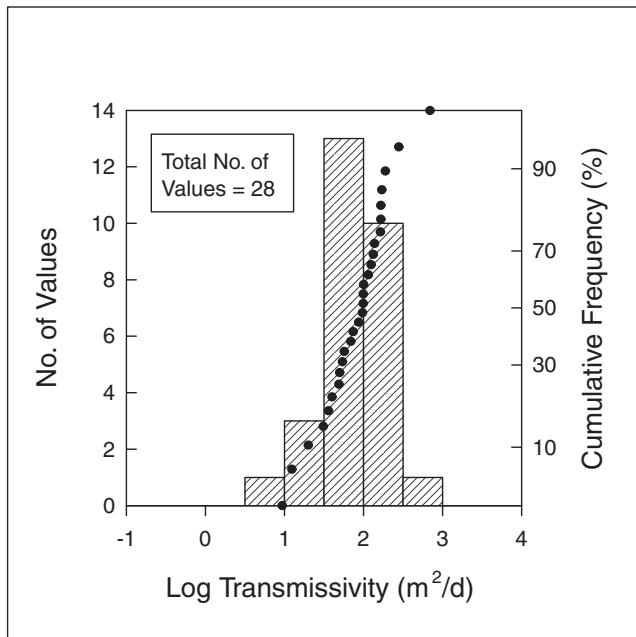 14
12
10
8
6
4
2
0
No. of Values
Total No. of
Values = 28
90
70
50
30
10
Cumulative Frequency (%)
-1 0 1 2 3 4
Log Transmissivity (m²/d)